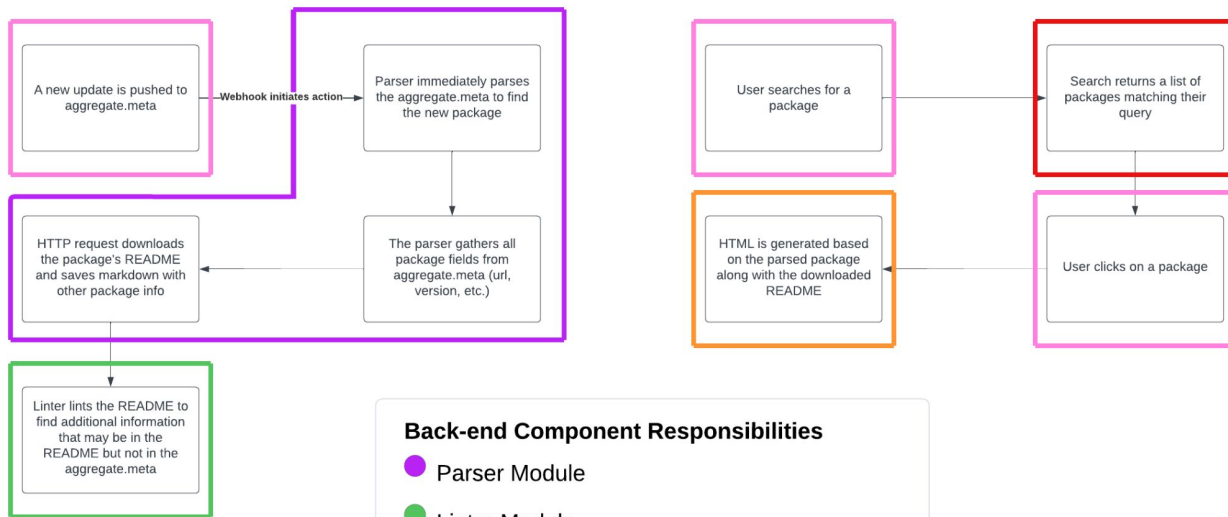 A new update is pushed to
aggregate.meta
Webhook initiates action
Parser immediately parses
the aggregate.meta to find
the new package
HTTP request downloads
the package's README
and saves markdown with
other package info
The parser gathers all
package fields from
aggregate.meta (url,
version, etc.)
Linter lints the README to
find additional information
that may be in the
README but not in the
aggregate.meta
User searches for a
package
Search returns a list of
packages matching their
query
HTML is generated based
on the parsed package
along with the downloaded
README
User clicks on a package
Back-end Component Responsibilities
Parser Module
Linter Module